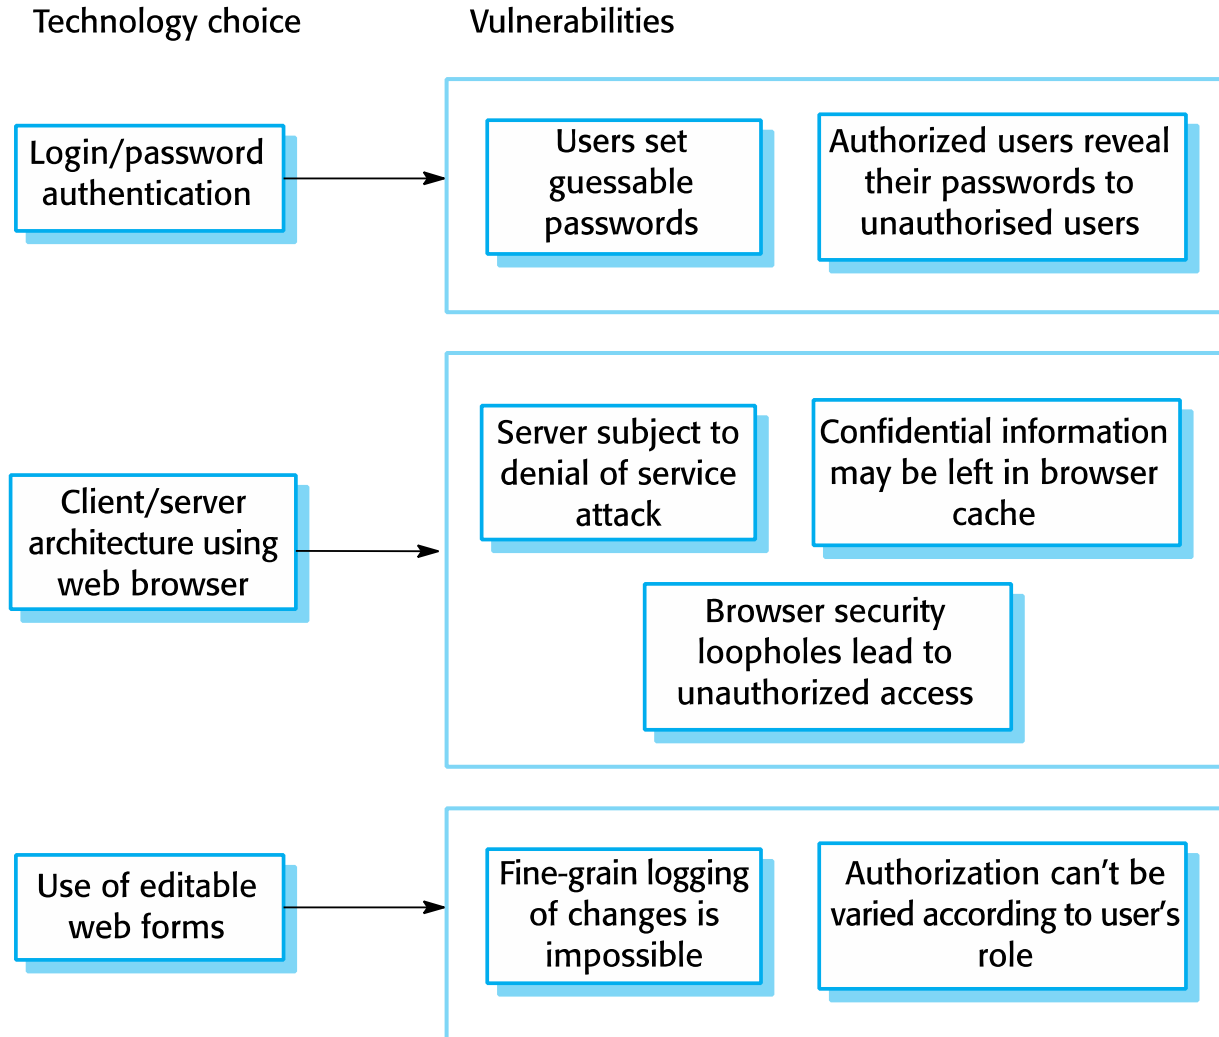 Technology choice
Vulnerabilities
Login/password
authentication
Users set
guessable
passwords
Authorized users reveal
their passwords to
unauthorised users
Client/server
architecture using
web browser
Server subject to
denial of service
attack
Confidential information
may be left in browser
cache
Browser security
loopholes lead to
unauthorized access
Use of editable
web forms
Fine-grain logging
of changes is
impossible
Authorization can’t be
varied according to user’s
role